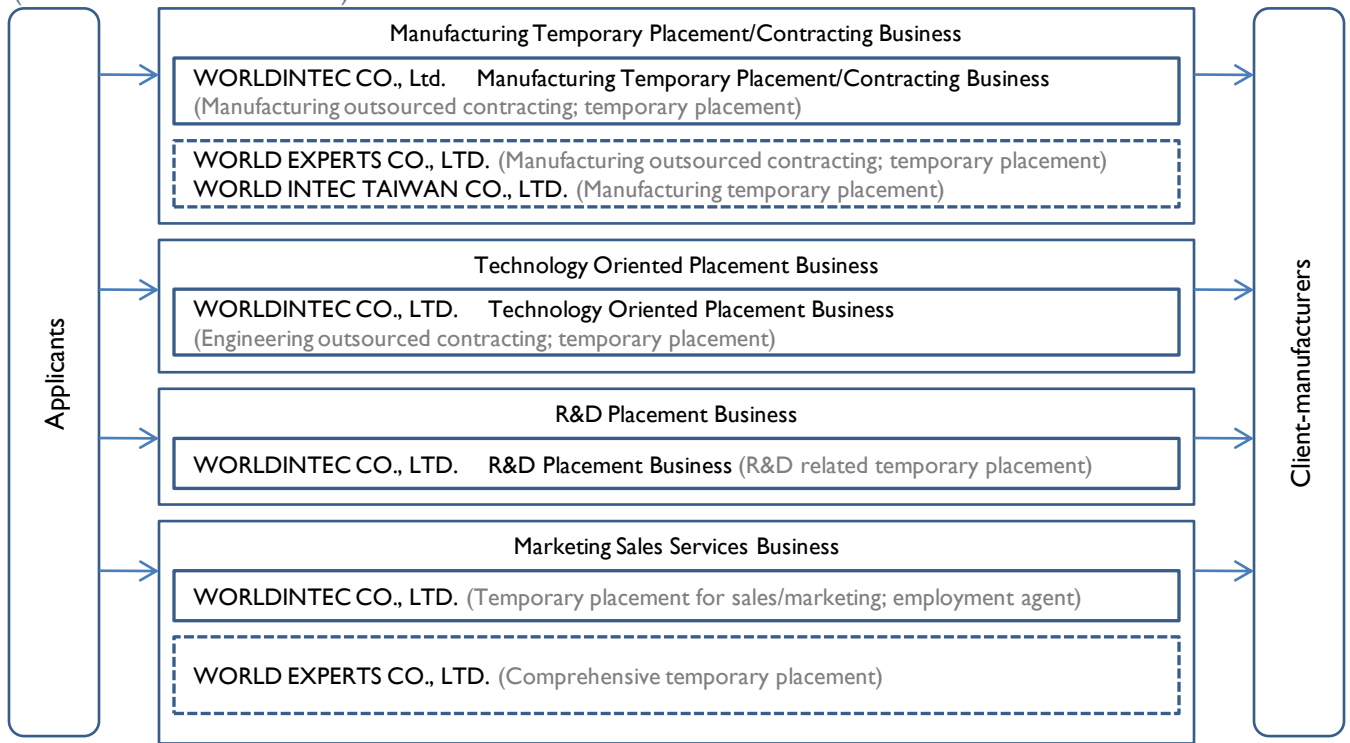 Applicants
Manufacturing Temporary Placement/Contracting Business
WORLDINTEC CO., Ltd. Manufacturing Temporary Placement/Contracting Business
(Manufacturing outsourced contracting; temporary placement)
WORLD EXPERTS CO., LTD. (Manufacturing outsourced contracting; temporary placement)
WORLD INTEC TAIWAN CO., LTD. (Manufacturing temporary placement)
Technology Oriented Placement Business
WORLDINTEC CO., LTD. Technology Oriented Placement Business
(Engineering outsourced contracting; temporary placement)
R&D Placement Business
WORLDINTEC CO., LTD. R&D Placement Business (R&D related temporary placement)
Marketing Sales Services Business
WORLDINTEC CO., LTD. (Temporary placement for sales/marketing; employment agent)
WORLD EXPERTS CO., LTD. (Comprehensive temporary placement)
Client-manufacturers